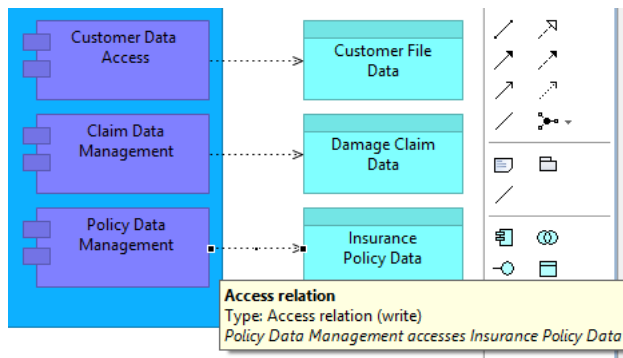 Customer Data
Access
Customer File
Data
Claim Data
Management
Damage Claim
Data
Policy Data
Management
Insurance
Policy Data
Access relation
Type: Access relation (write)
Policy Data Management accesses Insurance Policy Data